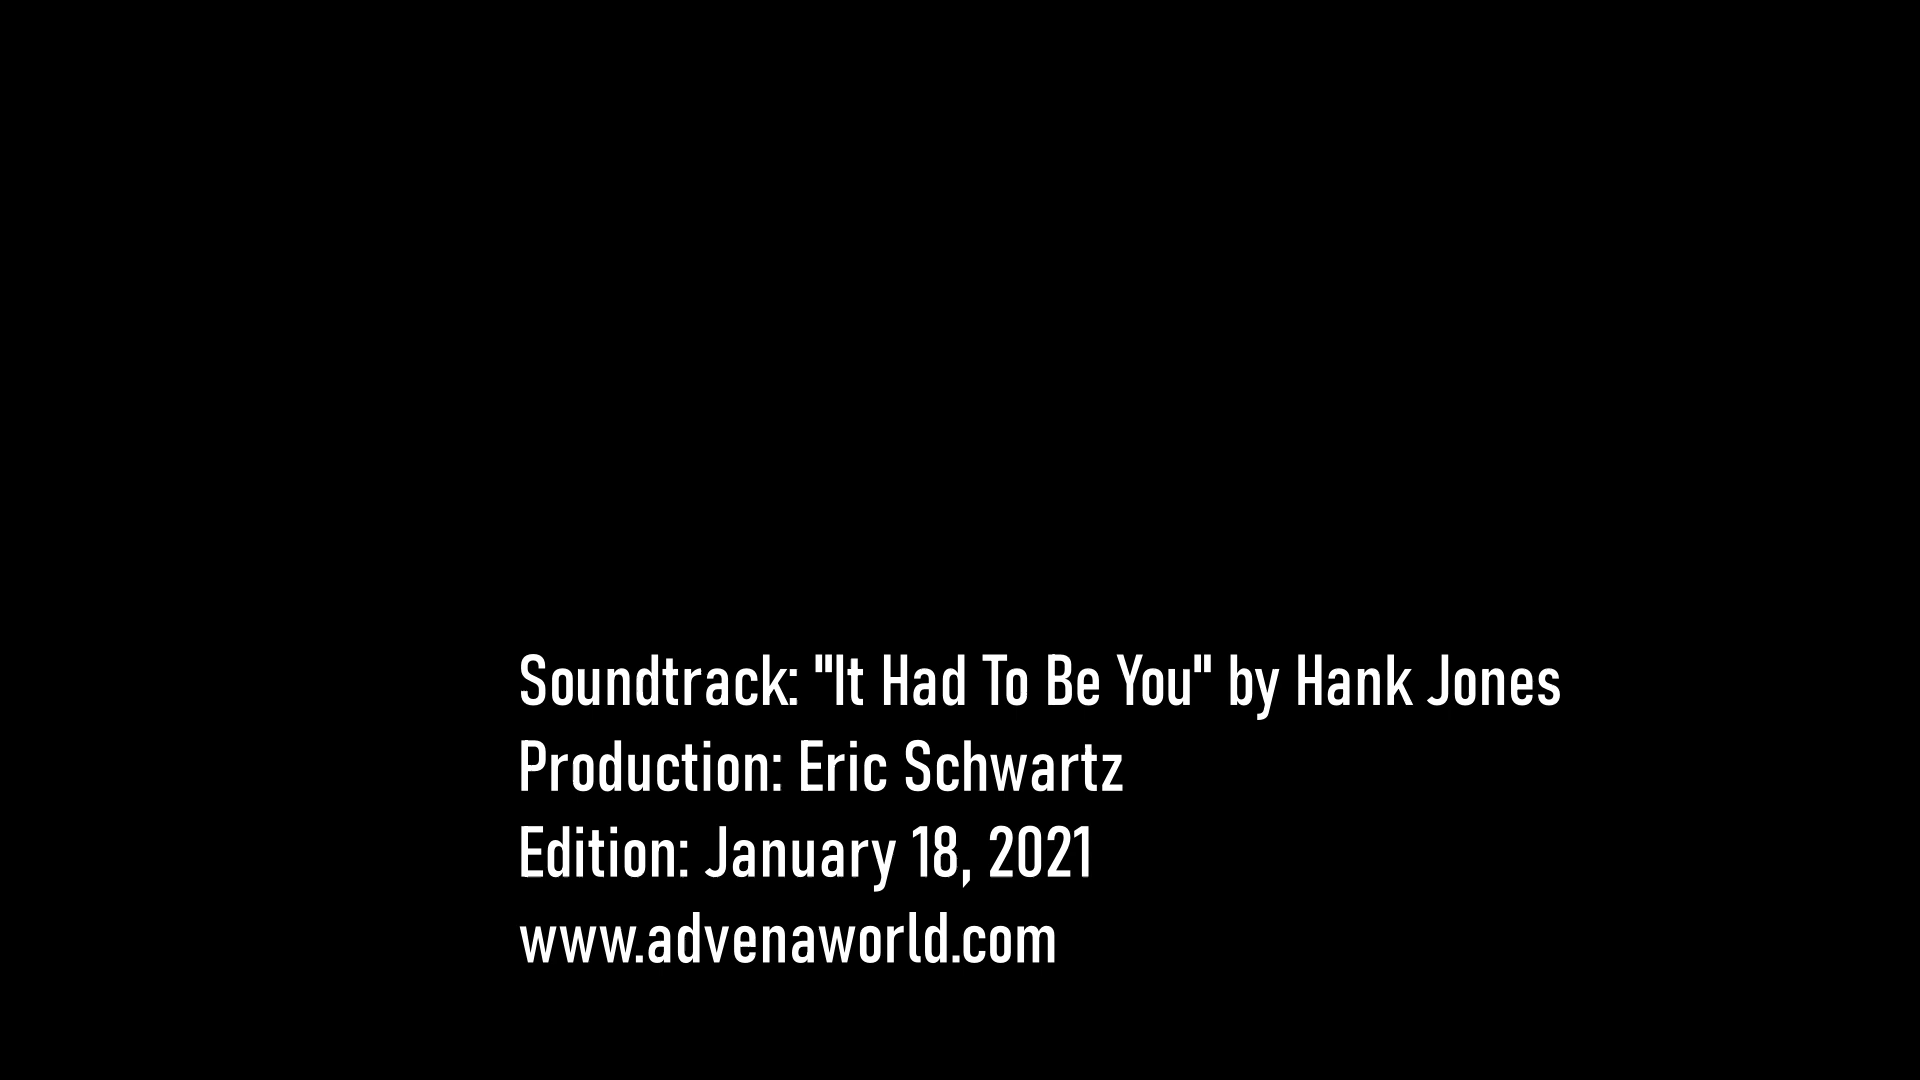 Soundtrack: "It Had To Be You" by Hank Jones
Production: Eric Schwartz
Edition: January 18, 2021
www.advenaworld.com